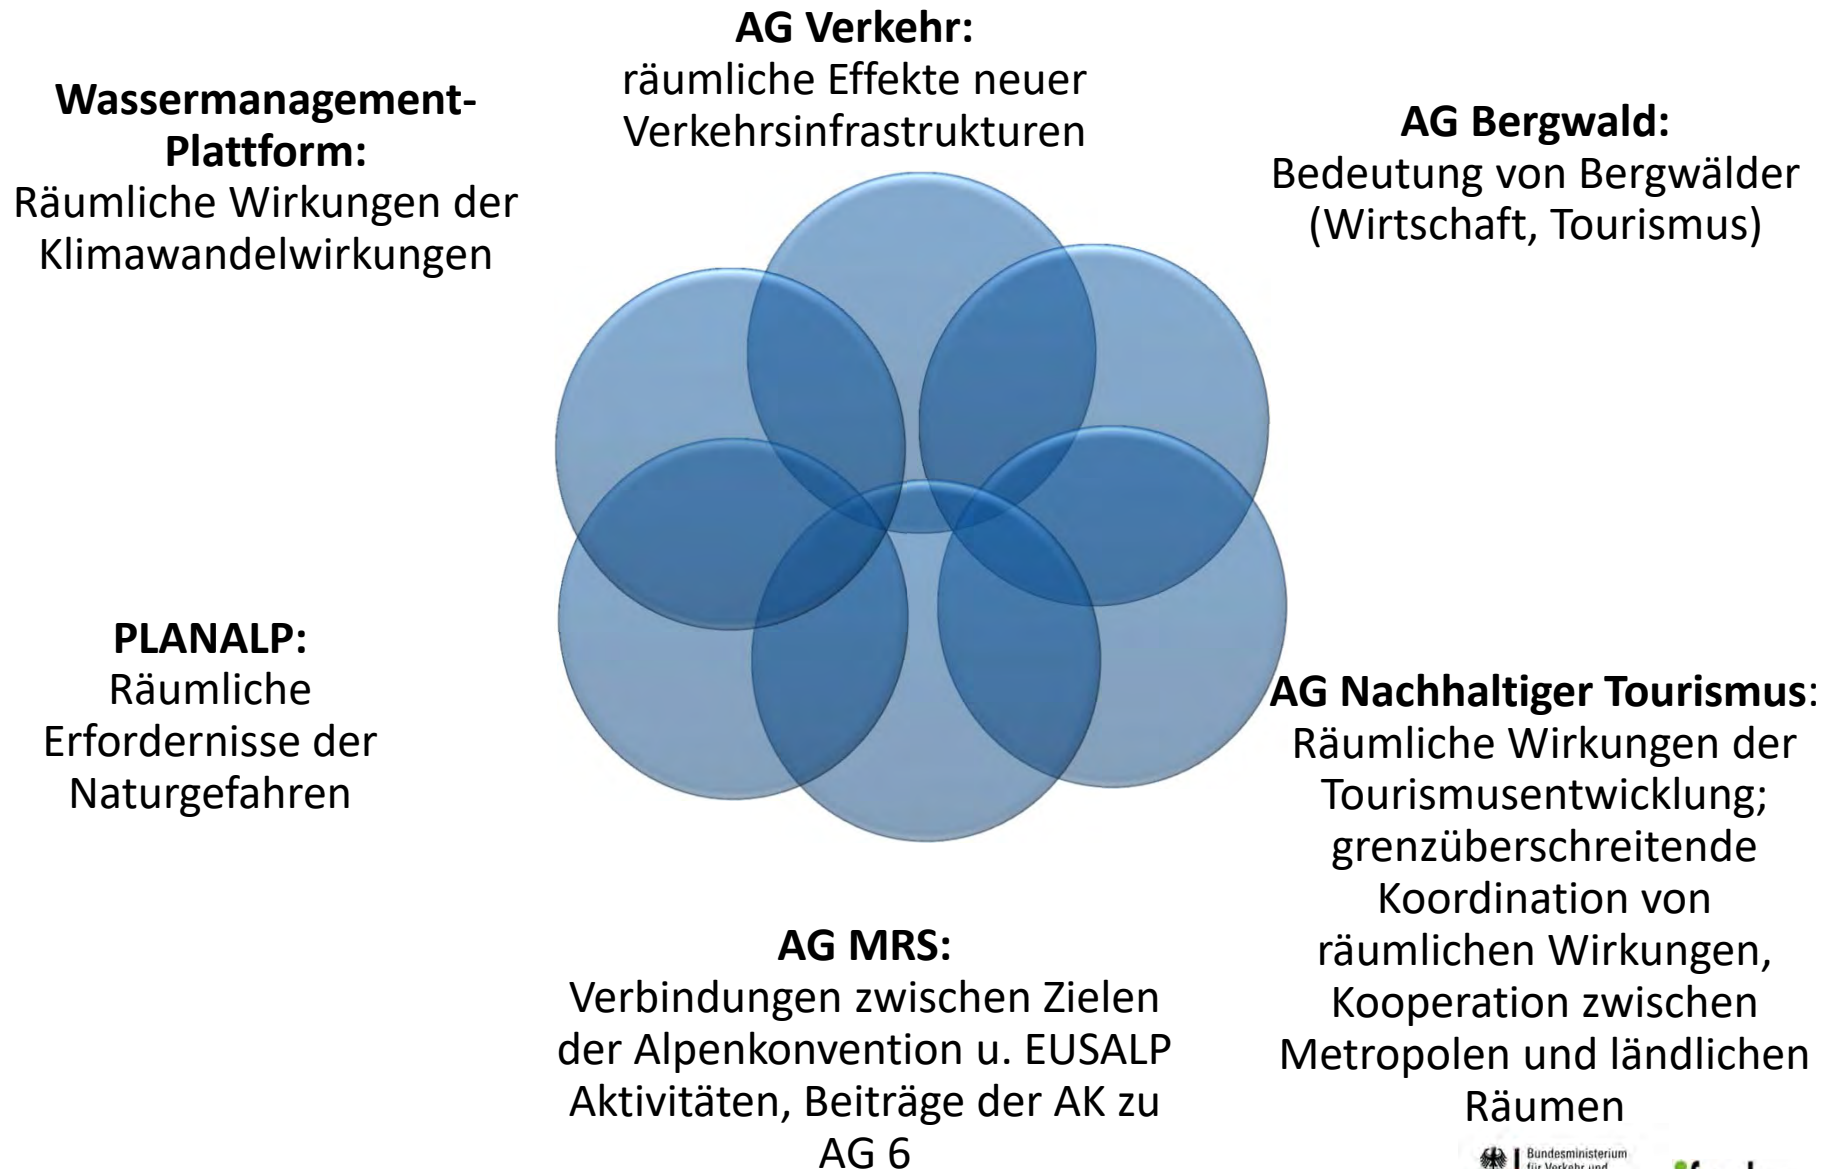 AG Verkehr:
räumliche Effekte neuer
Verkehrsinfrastrukturen
Wassermanagement-
Plattform:
Räumliche Wirkungen der
Klimawandelwirkungen
AG Bergwald:
Bedeutung von Bergwälder
(Wirtschaft, Tourismus)
PLANALP:
Räumliche
Erfordernisse der
Naturgefahren
AG Nachhaltiger Tourismus:
Räumliche Wirkungen der
Tourismusentwicklung;
grenzüberschreitende
Koordination von
räumlichen Wirkungen,
Kooperation zwischen
Metropolen und ländlichen
Räumen
AG MRS:
Verbindungen zwischen Zielen
der Alpenkonvention u. EUSALP
Aktivitäten, Beiträge der AK zu
AG 6
Bundesministerium
für Verkehr und